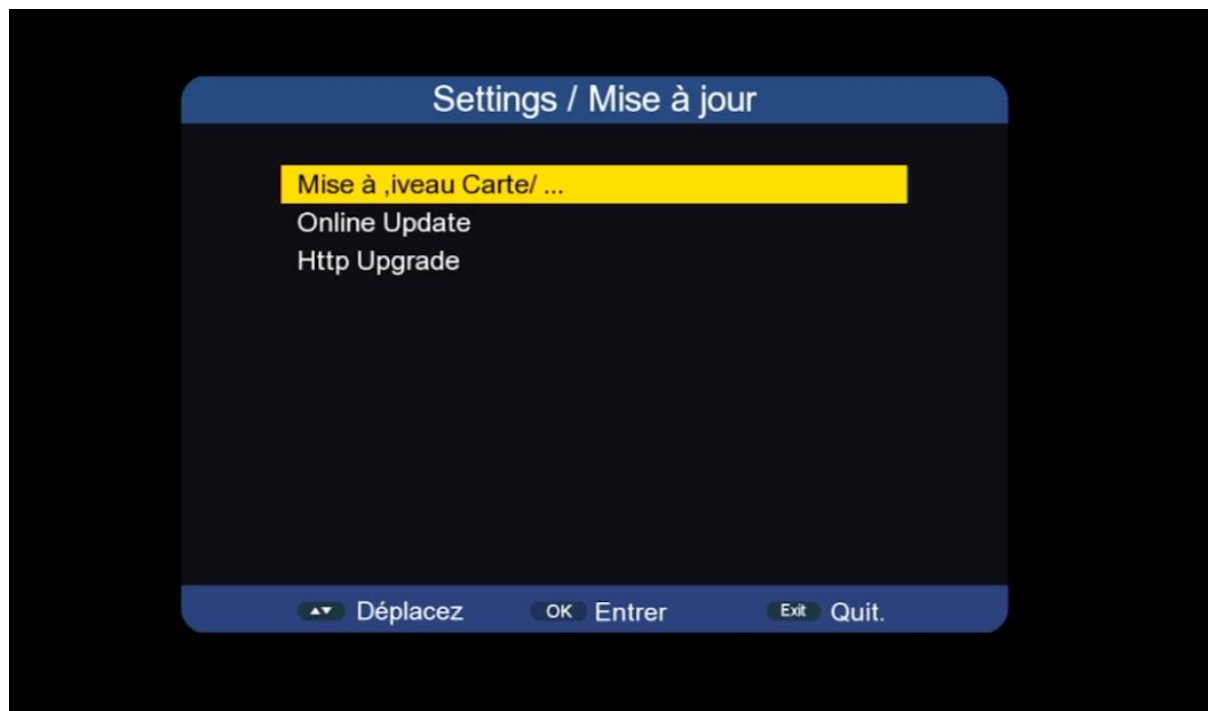 Settings / Mise à jour
Mise à ,iveau Carte/ ...
Online Update
Http Upgrade
▲▼ Déplacez OK Entrer Exit Quit.